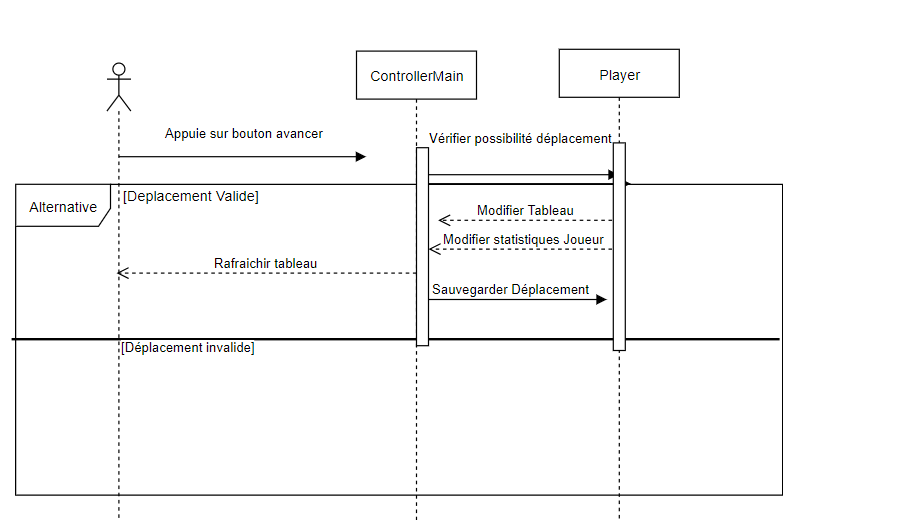 ControllerMain
Player
Appuie sur bouton avancer
Vérifier possibilité déplacement
Alternative
[Deplacement Valide]
Modifier Tableau
Modifier statistiques Joueur
Rafraichir tableau
Sauvegarder Déplacement
[Déplacement invalide]